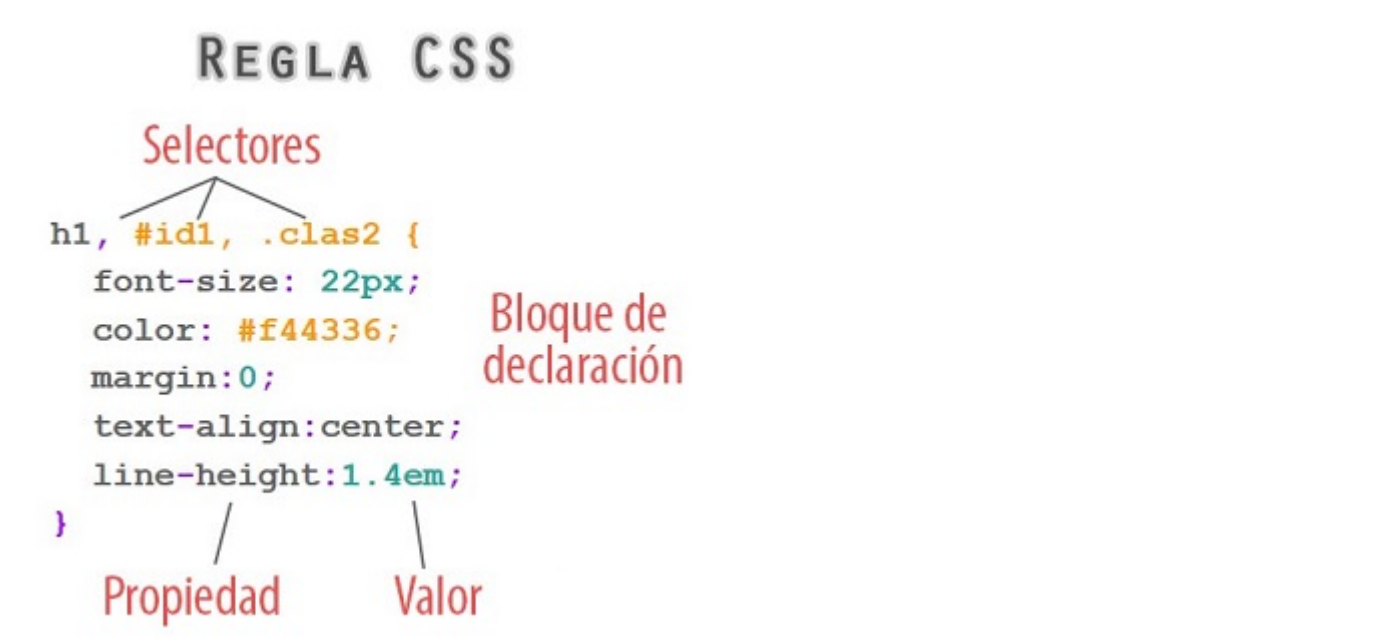 REGLA CSS
Selectores
h1, #id1, .clas2 {
font-size: 22px;
color: #f44336;
margin:0;
text-align:center;
line-height:1.4em;
}
Bloque de
declaración
Propiedad Valor